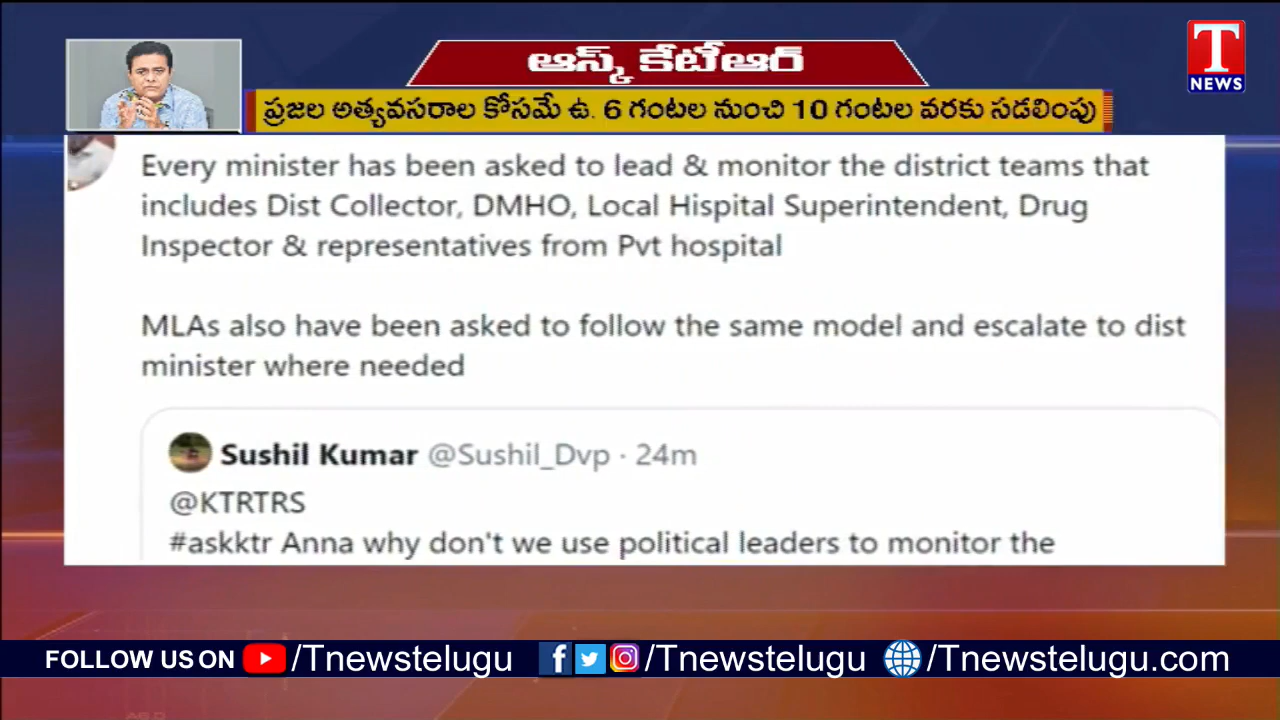 ఆస్క్ కేటీఆర్
T
NEWS
ప్రజల అత్యవసరాల కోసమే ఉ. 6 గంటల నుంచి 10 గంటల వరకు సడలింపు
Every minister has been asked to lead & monitor the district teams that
includes Dist Collector, DMHO, Local Hispital Superintendent, Drug
Inspector & representatives from Pvt hospital
MLAs also have been asked to follow the same model and escalate to dist
minister where needed
Sushil Kumar @Sushil_Dvp · 24m
@KTRTRS
#askktr Anna why don't we use political leaders to monitor the
FOLLOW US ON /Tnewstelugu /Tnewstelugu /Tnewstelugu.com